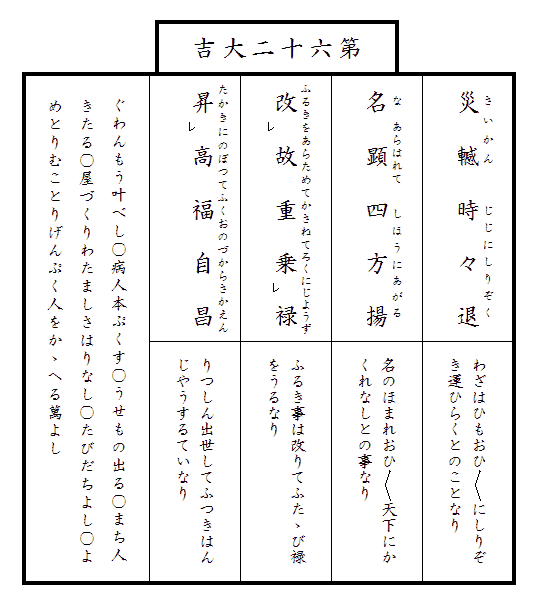 第六十二大吉
災轗時々退
さいかん じじにしりぞく
わざはひもおひ〳〵にしりぞ
き運ひらくとのことなり
名顕四方揚
な あらはれて しほうにあがる
名のほまれおひ〳〵天下にか
くれなしとの事なり
改レ故重乗レ禄
ふるきをあらためてかさねてろくにじようず
ふるき事は改りてふたゝび禄
をうるなり
昇レ高福自昌
たかきにのぼつてふくおのづからさかえん
りつしん出世してふつきはん
じやうするていなり
ぐわんもう叶べし○病人本ぷくす○うせもの出る○まち人
きたる○屋づくりわたましさはりなし○たびだちよし○よ
めとりむことりげんぷく人をかゝへる萬よし